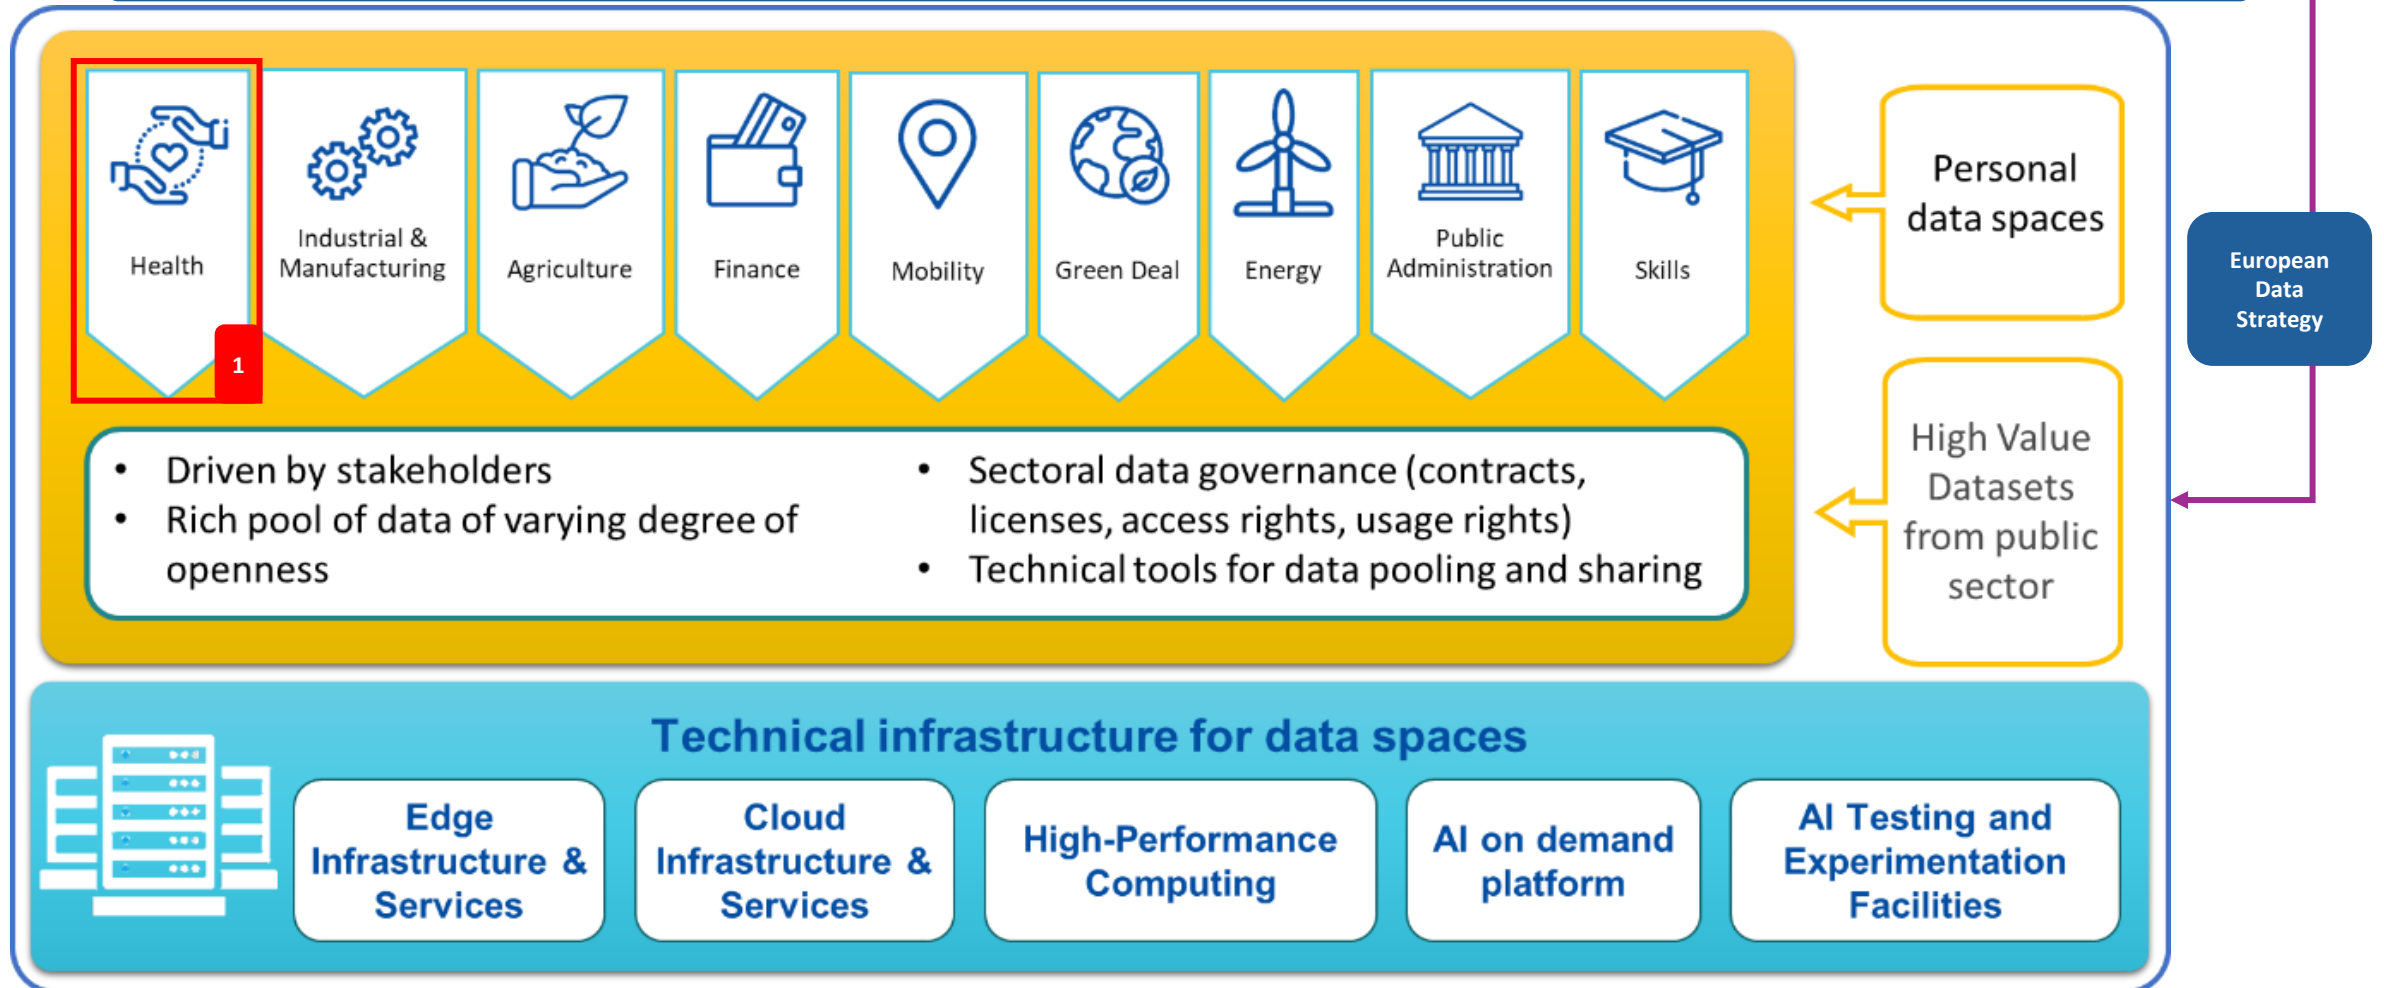 Health
1
Industrial &
Manufacturing
Agriculture
Finance
Mobility
Green Deal
Energy
Public
Administration
Skills
Personal
data spaces
European
Data
Strategy
• Driven by stakeholders
• Rich pool of data of varying degree of
openness
• Sectoral data governance (contracts,
licenses, access rights, usage rights)
• Technical tools for data pooling and sharing
High Value
Datasets
from public
sector
Technical infrastructure for data spaces
Edge
Infrastructure &
Services
Cloud
Infrastructure &
Services
High-Performance
Computing
AI on demand
platform
AI Testing and
Experimentation
Facilities